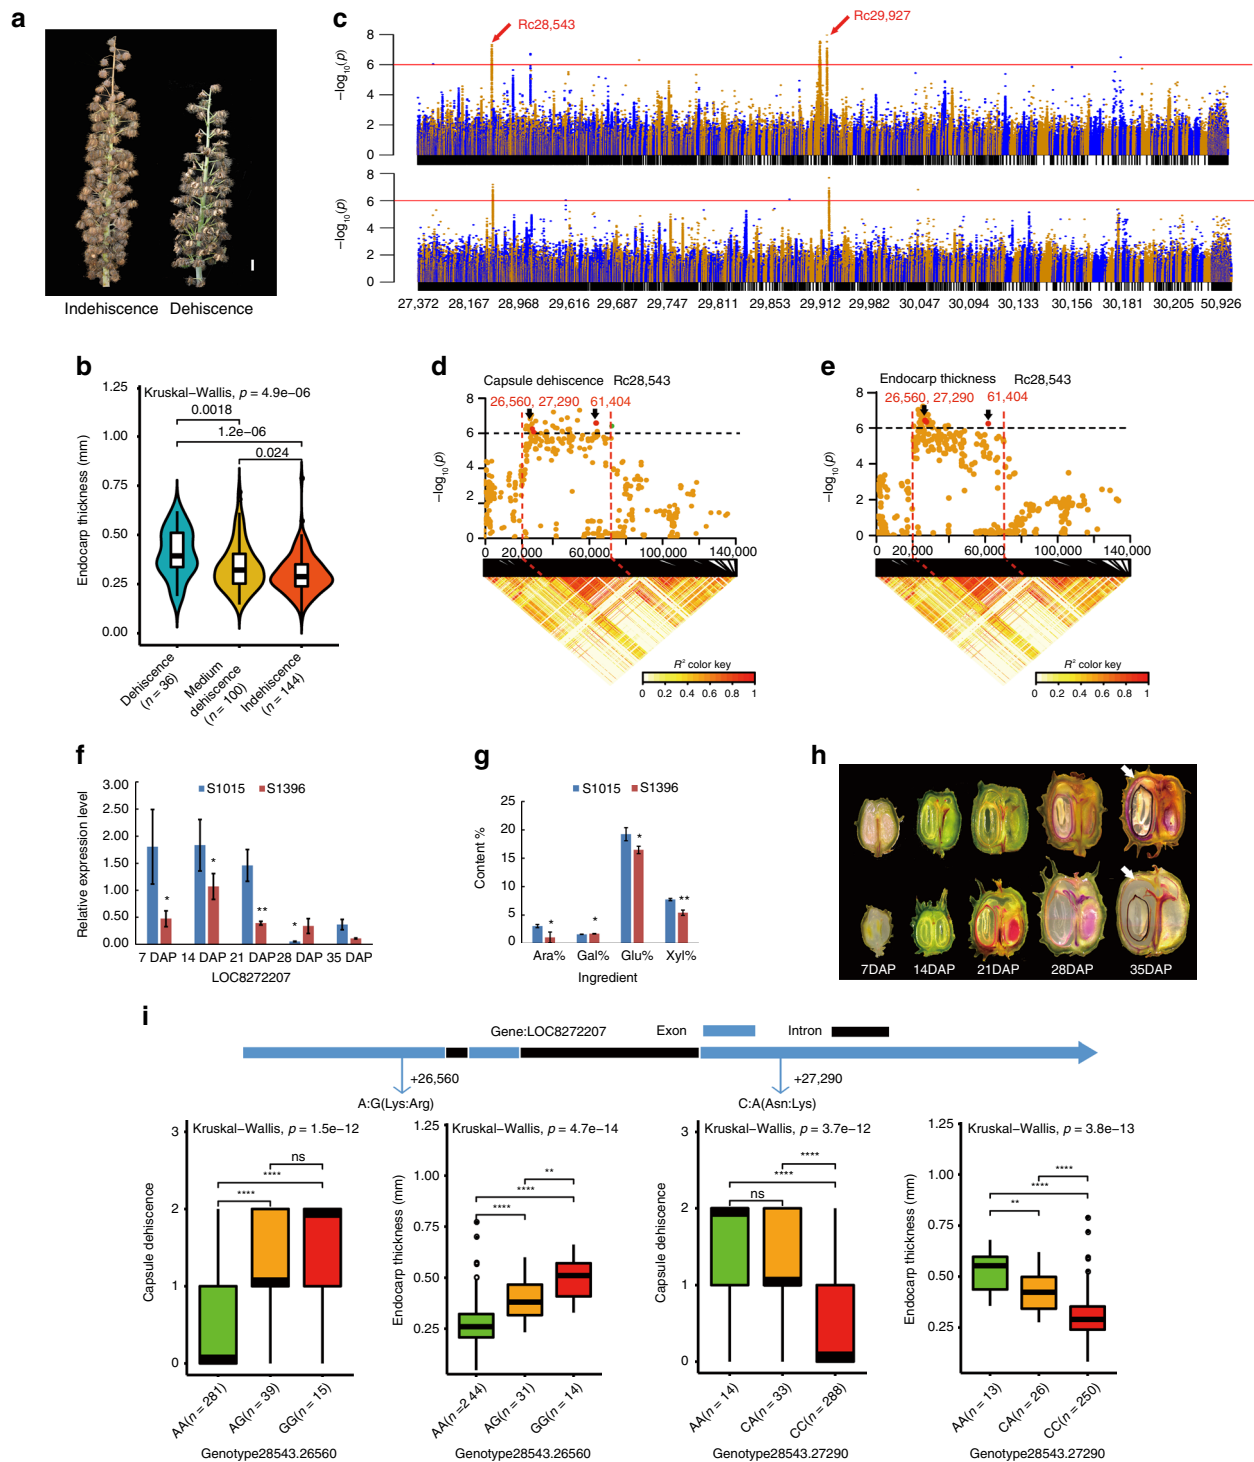 a
Indehiscence Dehiscence
b
Endocarp thickness (mm)
1.25
1.00
0.75
0.50
0.25
0.00
Kruskal–Wallis, p = 4.9e–06
0.0018
1.2e–06
0.024
Dehiscence
(n = 36)
Medium
dehiscence
(n = 100)
Indehiscence
(n = 144)
c
Rc28,543
Rc29,927
–log10(p)
8
6
4
2
0
–log10(p)
8
6
4
2
0
27,372 28,167 28,968 29,616 29,687 29,747 29,811 29,853 29,912 29,982 30,047 30,094 30,133 30,156 30,181 30,205 50,926
d
Capsule dehiscence Rc28,543
26,560, 27,290 61,404
–log10(p)
8
6
4
2
0
0 20,000 60,000 100,000 140,000
R² color key
0 0.2 0.4 0.6 0.8 1
e
Endocarp thickness Rc28,543
26,560, 27,290 61,404
–log10(p)
8
6
4
2
0
0 20,000 60,000 100,000 140,000
R² color key
0 0.2 0.4 0.6 0.8 1
f
S1015 S1396
Relative expression level
3.00
2.50
2.00
1.50
1.00
0.50
0.00
* * ** *
7 DAP 14 DAP 21 DAP 28 DAP 35 DAP
LOC8272207
g
S1015 S1396
Content %
25
20
15
10
5
0
* * * **
Ara% Gal% Glu% Xyl%
Ingredient
h
7DAP 14DAP 21DAP 28DAP 35DAP
i
Gene:LOC8272207 Exon Intron
+26,560
+27,290
A:G(Lys:Arg)
C:A(Asn:Lys)
Kruskal–Wallis, p = 1.5e–12
ns
****
****
Capsule dehiscence
3
2
1
0
AA(n = 281) AG(n = 39) GG(n = 15)
Genotype28543.26560
Kruskal–Wallis, p = 4.7e–14
**
****
****
Endocarp thickness (mm)
1.25
1.00
0.75
0.50
0.25
AA(n =2 44) AG(n = 31) GG(n = 14)
Genotype28543.26560
Kruskal–Wallis, p = 3.7e–12
****
****
ns
Capsule dehiscence
3
2
1
0
AA(n = 14) CA(n = 33) CC(n = 288)
Genotype28543.27290
Kruskal–Wallis, p = 3.8e–13
****
****
**
Endocarp thickness (mm)
1.25
1.00
0.75
0.50
0.25
AA(n = 13) CA(n = 26) CC(n = 250)
Genotype28543.27290